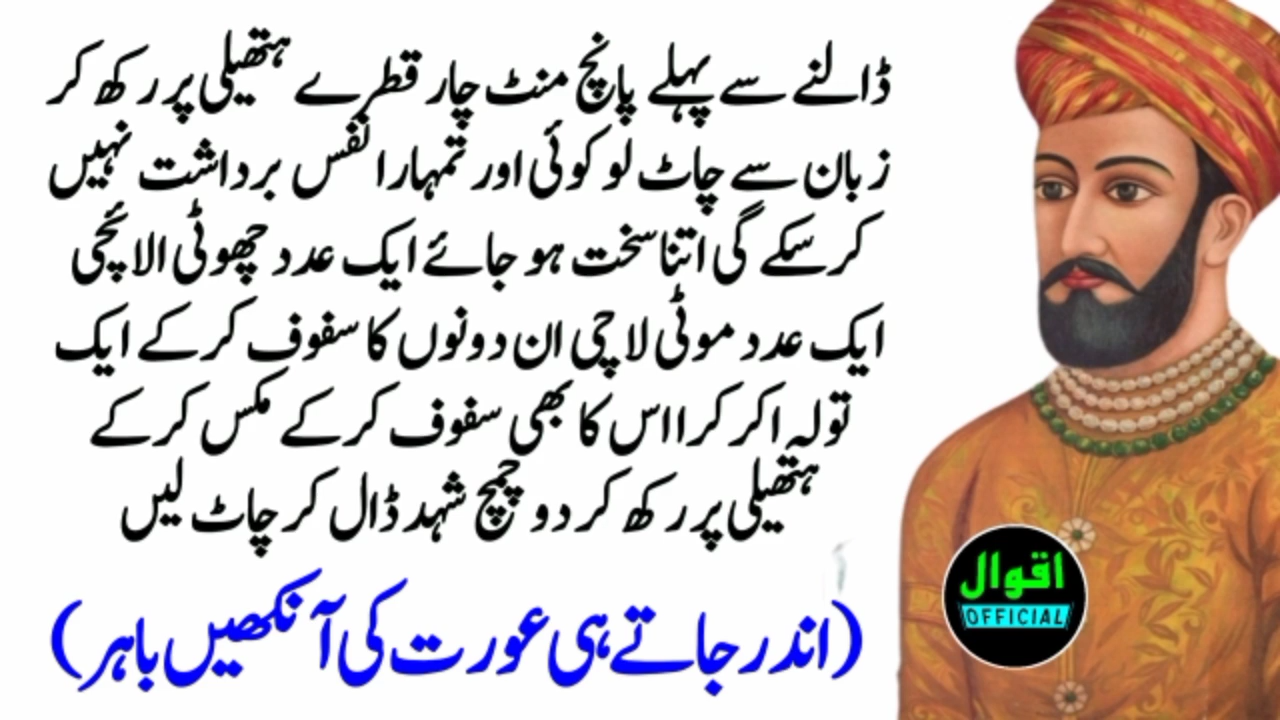 ڈالنے سے پہلے پانچ منٹ چار قطرے ہتھیلی پر رکھ کر
زبان سے چاٹ لو کوئی اور تمہارا نفس برداشت نہیں
کر سکے گی اتنا سخت ہو جائے ایک عدد چھوٹی الائچی
ایک عدد موٹی لاچی ان دونوں کا سفوف کر کے ایک
تولہ اکر کرا اس کا بھی سفوف کر کے مکس کر کے
ہتھیلی پر رکھ کر دو چمچ شہد ڈال کر چاٹ لیں
(اندر جاتے ہی عورت کی آنکھیں باہر)
اقوال
OFFICIAL